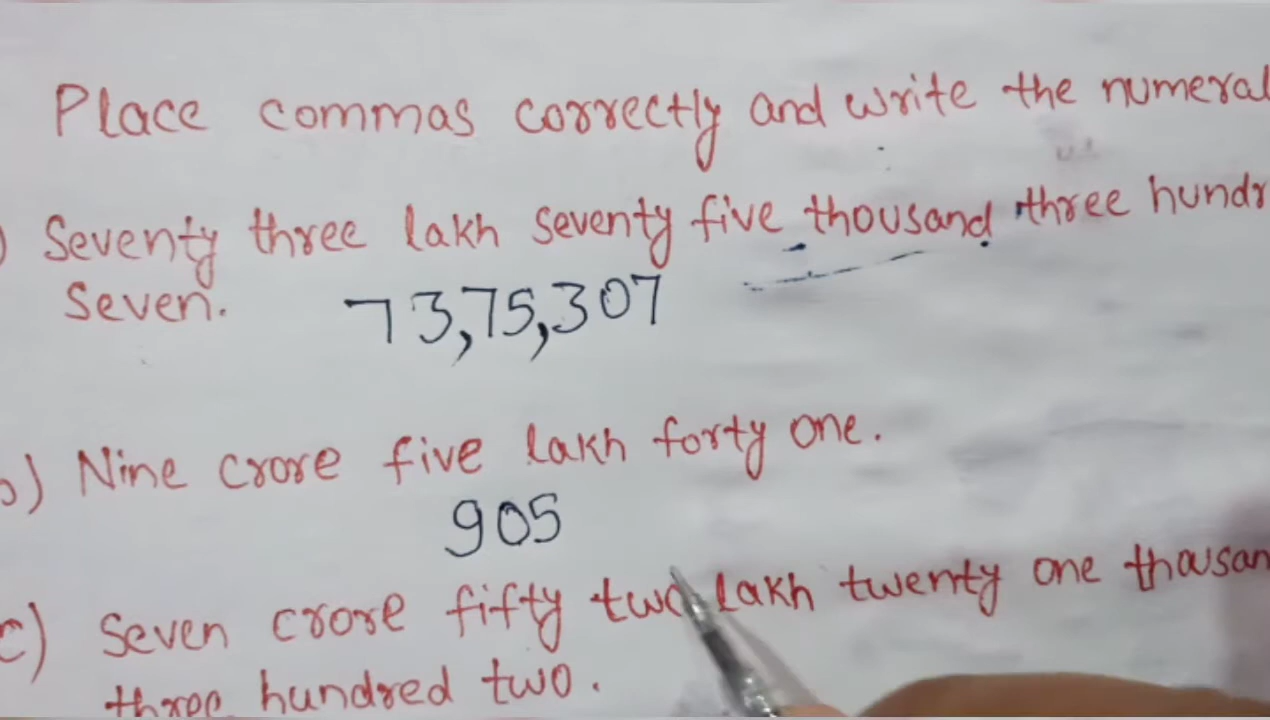 Place commas correctly and write the numeral
) Seventy three lakh seventy five thousand three hundr
Seven.
73,75,307
b) Nine crore five lakh forty one.
905
c) Seven crore fifty two lakh twenty one thousan
three hundred two.